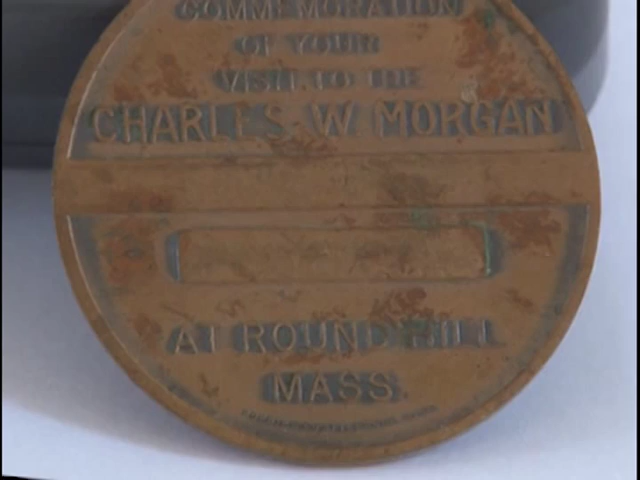 COMMEMORATION
OF YOUR
VISIT TO THE
CHARLES W. MORGAN
AT ROUND HILL
MASS.